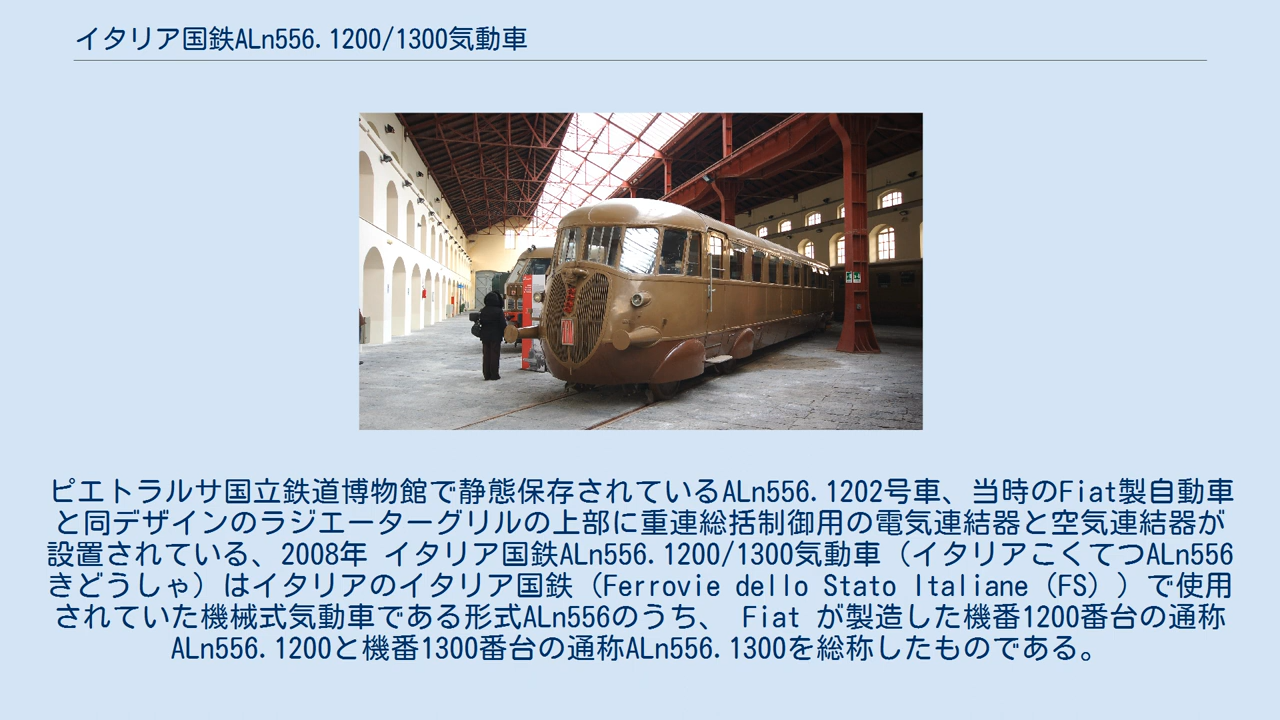 イタリア国鉄ALn556.1200/1300気動車
ピエトラルサ国立鉄道博物館で静態保存されているALn556.1202号車、当時のFiat製自動車
と同デザインのラジエーターグリルの上部に重連総括制御用の電気連結器と空気連結器が
設置されている、2008年 イタリア国鉄ALn556.1200/1300気動車（イタリアこくてつALn556
きどうしゃ）はイタリアのイタリア国鉄（Ferrovie dello Stato Italiane（FS））で使用
されていた機械式気動車である形式ALn556のうち、 Fiat が製造した機番1200番台の通称
ALn556.1200と機番1300番台の通称ALn556.1300を総称したものである。